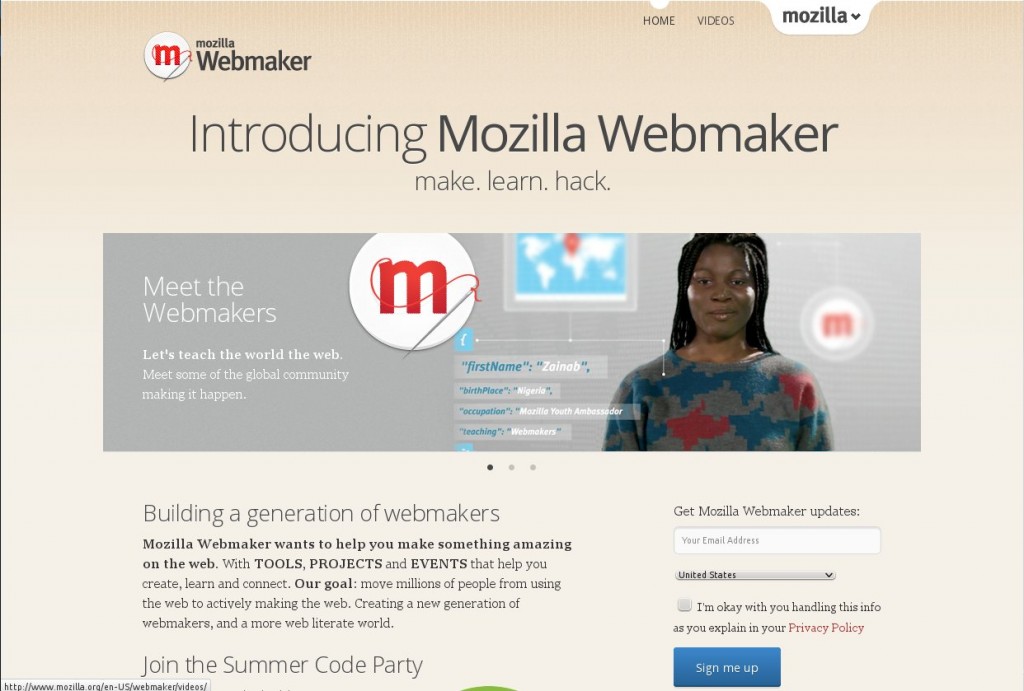 HOME VIDEOS mozilla
mozilla
m Webmaker
Introducing Mozilla Webmaker
make. learn. hack.
Meet the
Webmakers
Let's teach the world the web.
Meet some of the global community
making it happen.
m
m
{
"firstName": "Zainab",
"birthPlace": "Nigeria",
"occupation": "Mozilla Youth Ambassador
"teaching": "Webmakers"
Building a generation of webmakers
Mozilla Webmaker wants to help you make something amazing
on the web. With TOOLS, PROJECTS and EVENTS that help you
create, learn and connect. Our goal: move millions of people from using
the web to actively making the web. Creating a new generation of
webmakers, and a more web literate world.
Join the Summer Code Party
Get Mozilla Webmaker updates:
Your Email Address
United States
I'm okay with you handling this info
as you explain in your Privacy Policy
Sign me up
http://www.mozilla.org/en-US/webmaker/videos/